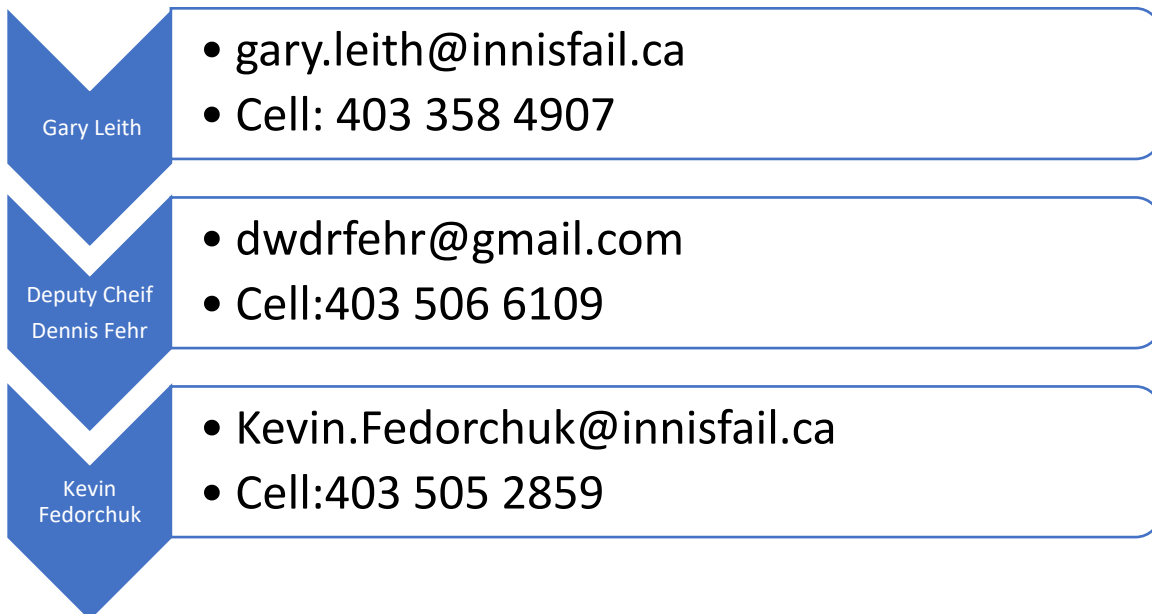 Gary Leith
• gary.leith@innisfail.ca
• Cell: 403 358 4907
Deputy Cheif
Dennis Fehr
• dwdrfehr@gmail.com
• Cell:403 506 6109
Kevin
Fedorchuk
• Kevin.Fedorchuk@innisfail.ca
• Cell:403 505 2859